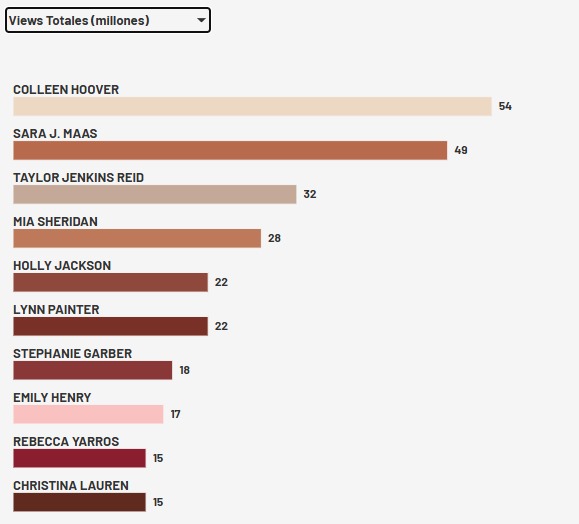 Views Totales (millones)
COLLEEN HOOVER
54
SARA J. MAAS
49
TAYLOR JENKINS REID
32
MIA SHERIDAN
28
HOLLY JACKSON
22
LYNN PAINTER
22
STEPHANIE GARBER
18
EMILY HENRY
17
REBECCA YARROS
15
CHRISTINA LAUREN
15